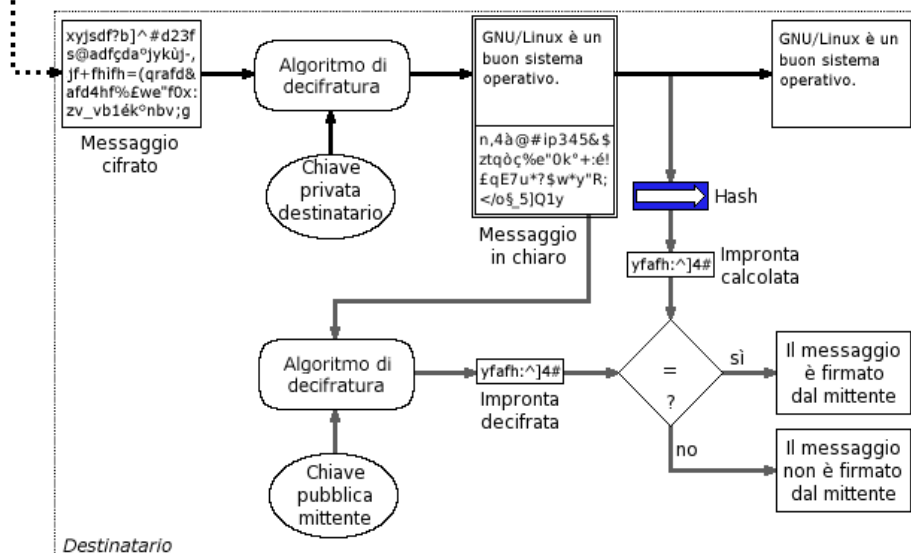 xyjsdf?b]^#d23f
s@adfçdaºjykùj-,
jf+fhifh=(qrafd&
afd4hf%£we"f0x:
zv_vb1ék°nbv;g
Messaggio
cifrato
Algoritmo di
decifratura
Chiave
privata
destinatario
GNU/Linux è un
buon sistema
operativo.
n,4à@#ip345&$
ztqòç%e"0k°+:é!
£qE7u*?$w*y"R;
</o§_5]Q1y
Messaggio
in chiaro
GNU/Linux è un
buon sistema
operativo.
Hash
yfafh:^]4#
Impronta
calcolata
Algoritmo di
decifratura
Chiave
pubblica
mittente
yfafh:^]4#
Impronta
decifrata
=
?
sì
Il messaggio
è firmato
dal mittente
no
Il messaggio
non è firmato
dal mittente
Destinatario